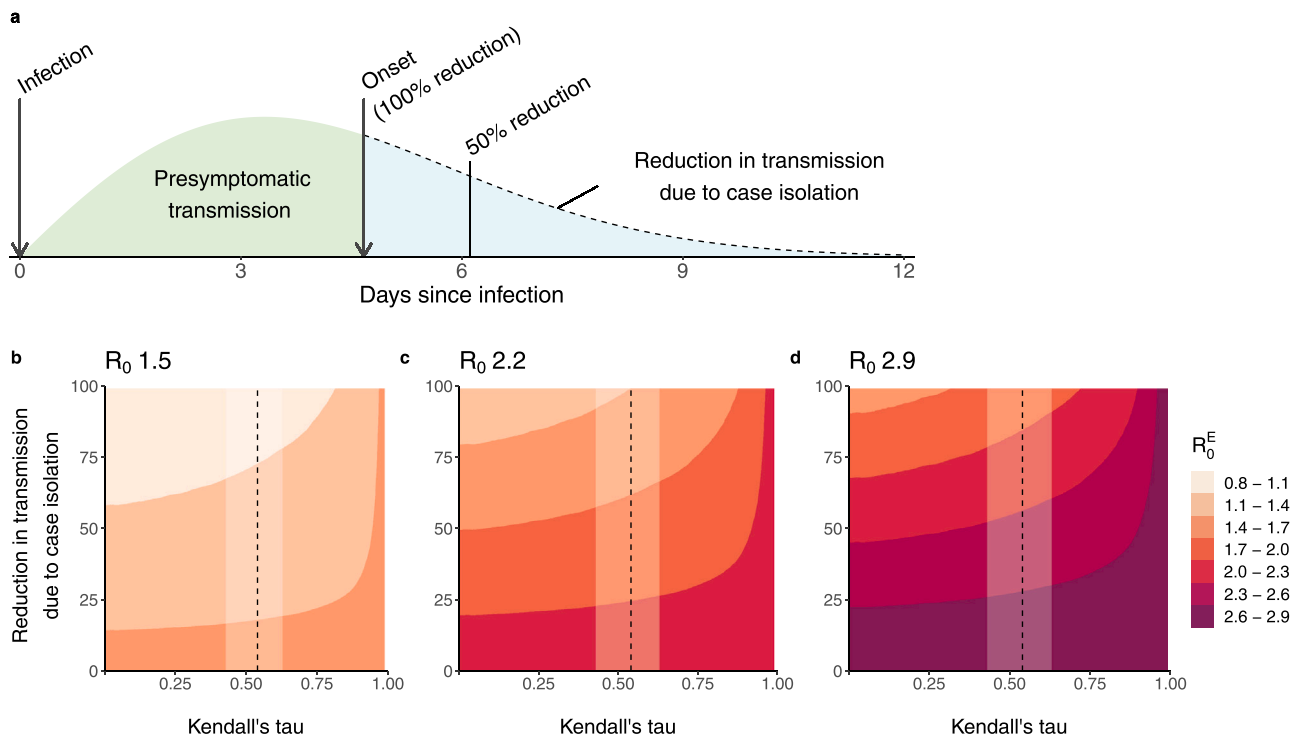 a
Infection
Onset
(100% reduction)
50% reduction
Presymptomatic
transmission
Reduction in transmission
due to case isolation
0
3
6
9
12
Days since infection
b
R₀ 1.5
c
R₀ 2.2
d
R₀ 2.9
Reduction in transmission
due to case isolation
100
75
50
25
0
0.25
0.50
0.75
1.00
Kendall's tau
100
75
50
25
0
0.25
0.50
0.75
1.00
Kendall's tau
100
75
50
25
0
0.25
0.50
0.75
1.00
Kendall's tau
R₀ᴱ
0.8 – 1.1
1.1 – 1.4
1.4 – 1.7
1.7 – 2.0
2.0 – 2.3
2.3 – 2.6
2.6 – 2.9